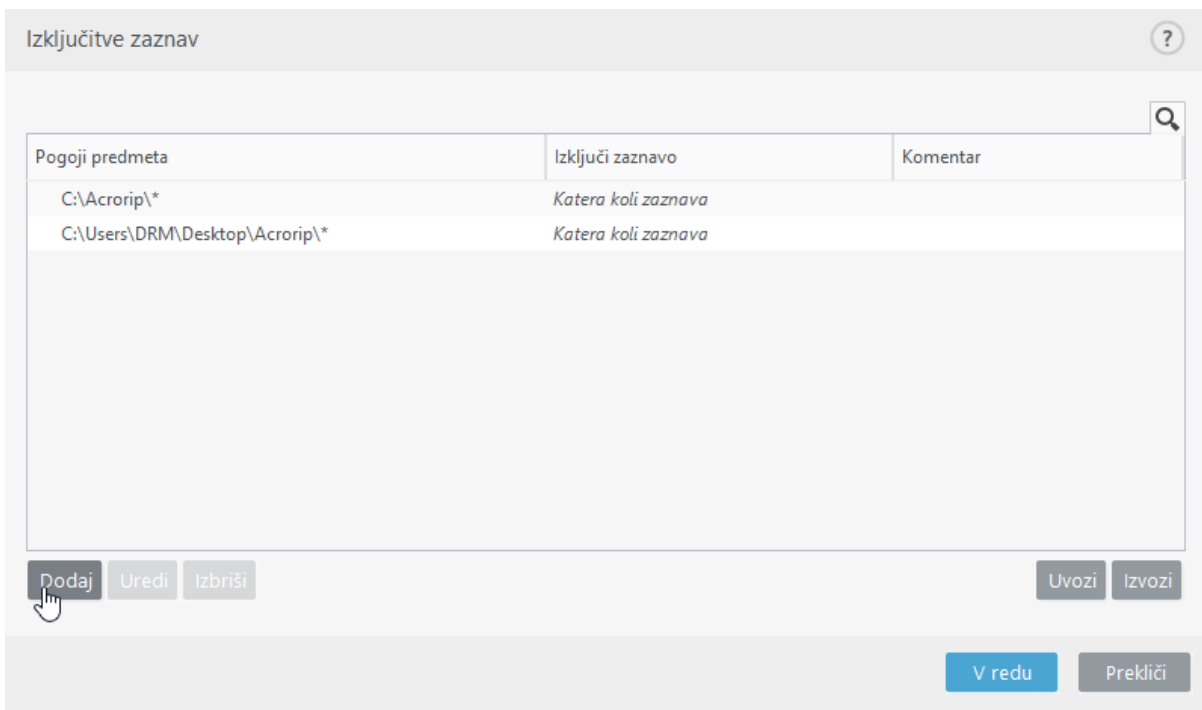 Izključitve zaznav ?
Pogoji predmeta Izključi zaznavo Komentar
C:\Acrorip\* Katera koli zaznava
C:\Users\DRM\Desktop\Acrorip\* Katera koli zaznava
Dodaj Uredi Izbriši Uvozi Izvozi
V redu Prekliči